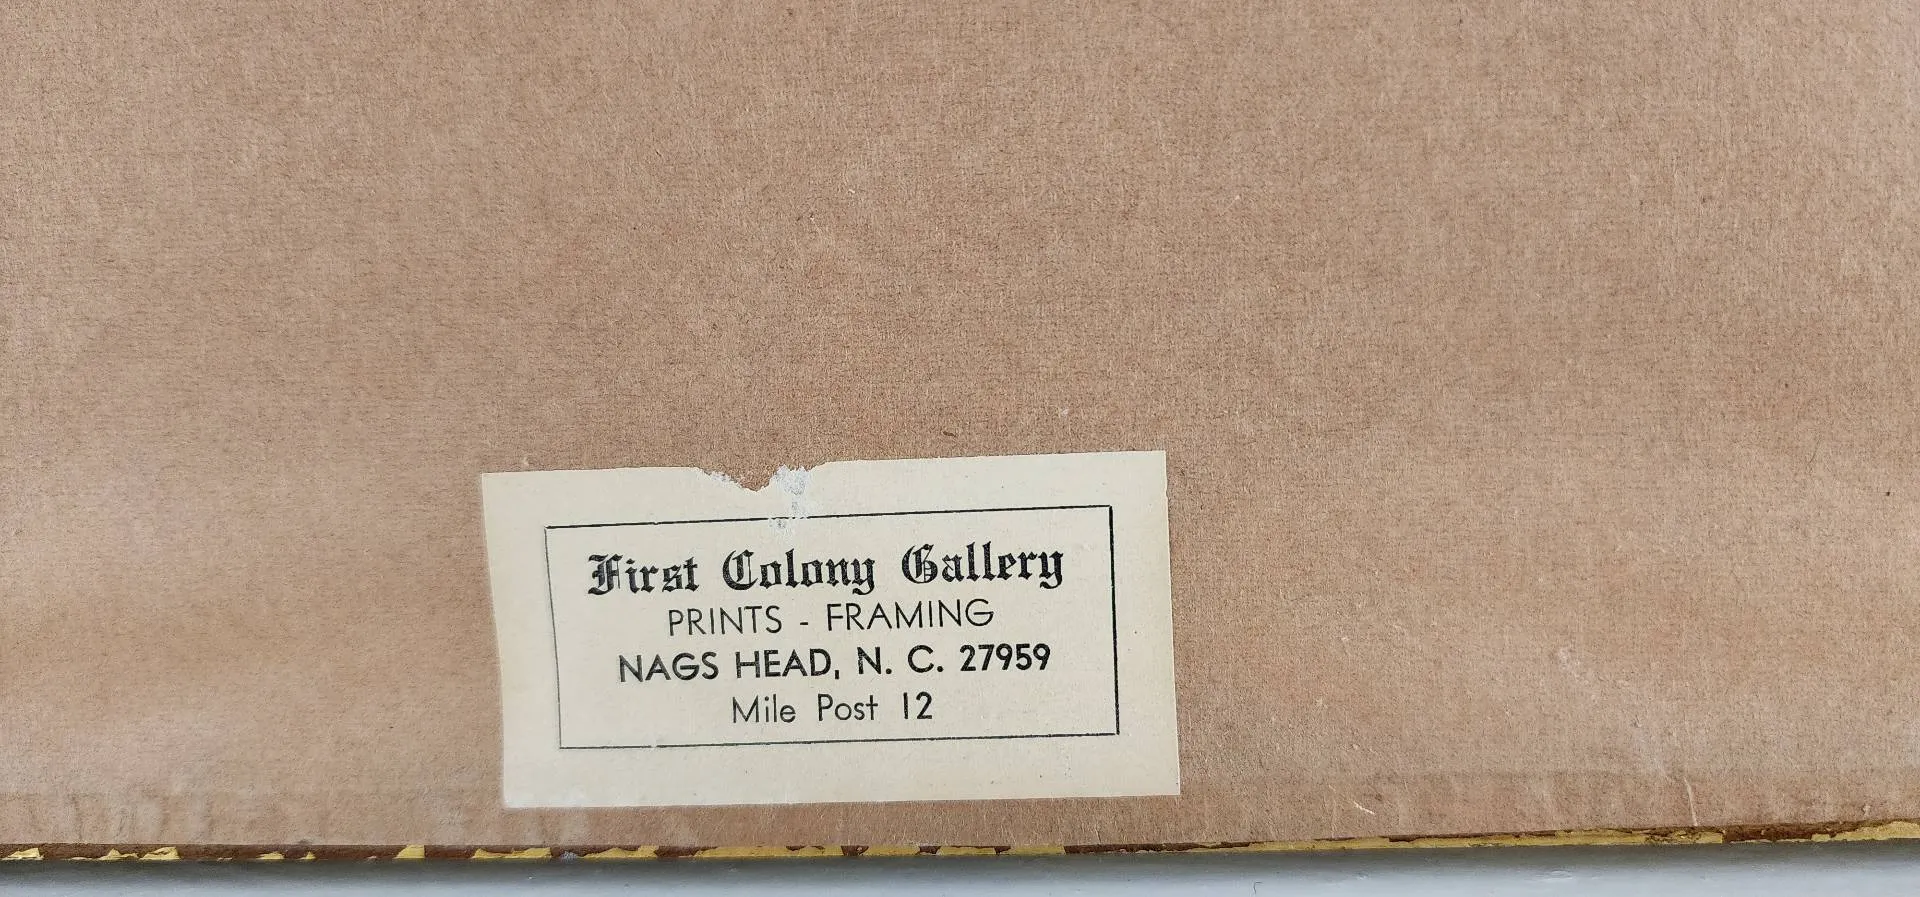 First Colony Gallery
PRINTS - FRAMING
NAGS HEAD, N. C. 27959
Mile Post 12